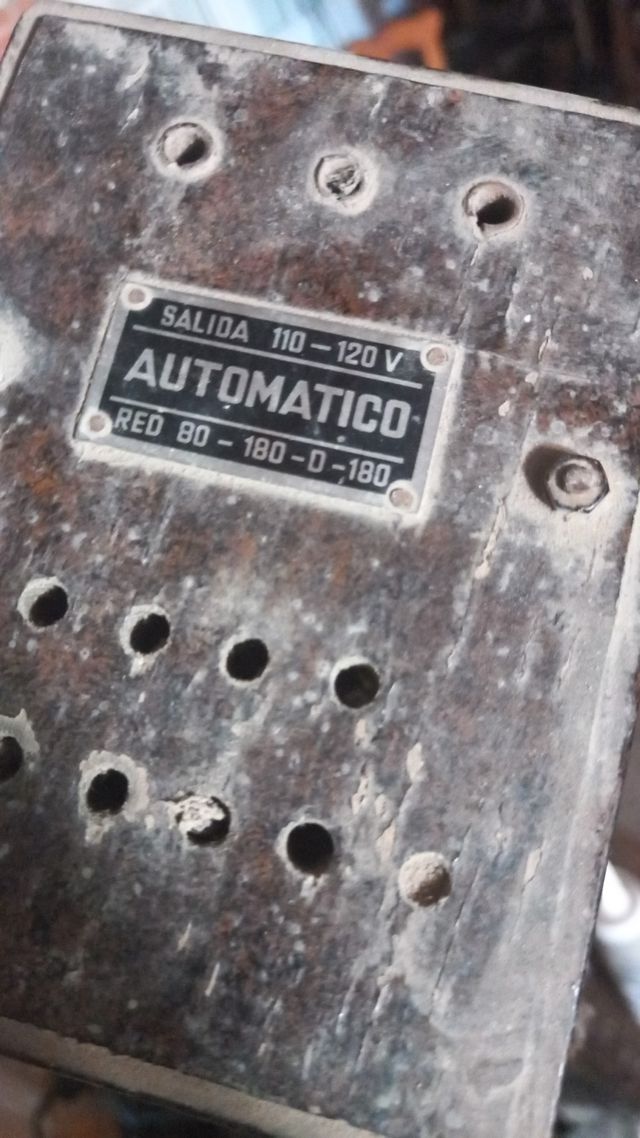 SALIDA 110-120 V
AUTOMATICO
RED 80-180-D-180